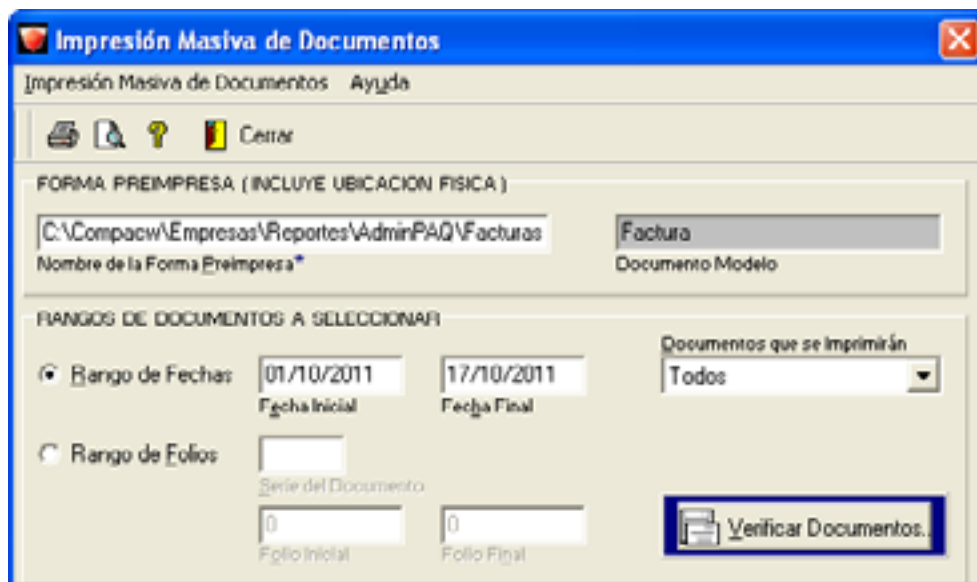 Impresión Masiva de Documentos
Impresión Masiva de Documentos Ayuda
Cerrar
FORMA PREIMPRESA ( INCLUYE UBICACION FISICA )
C:\Compacw\Empresas\Reportes\AdminPAQ\Facturas Factura
Nombre de la Forma Preimpresa* Documento Modelo
RANGOS DE DOCUMENTOS A SELECCIONAR
Documentos que se Imprimirán
Rango de Fechas 01/10/2011 17/10/2011 Todos
Fecha Inicial Fecha Final
Rango de Folios
Serie del Documento
0 0 Verificar Documentos..
Folio Inicial Folio Final